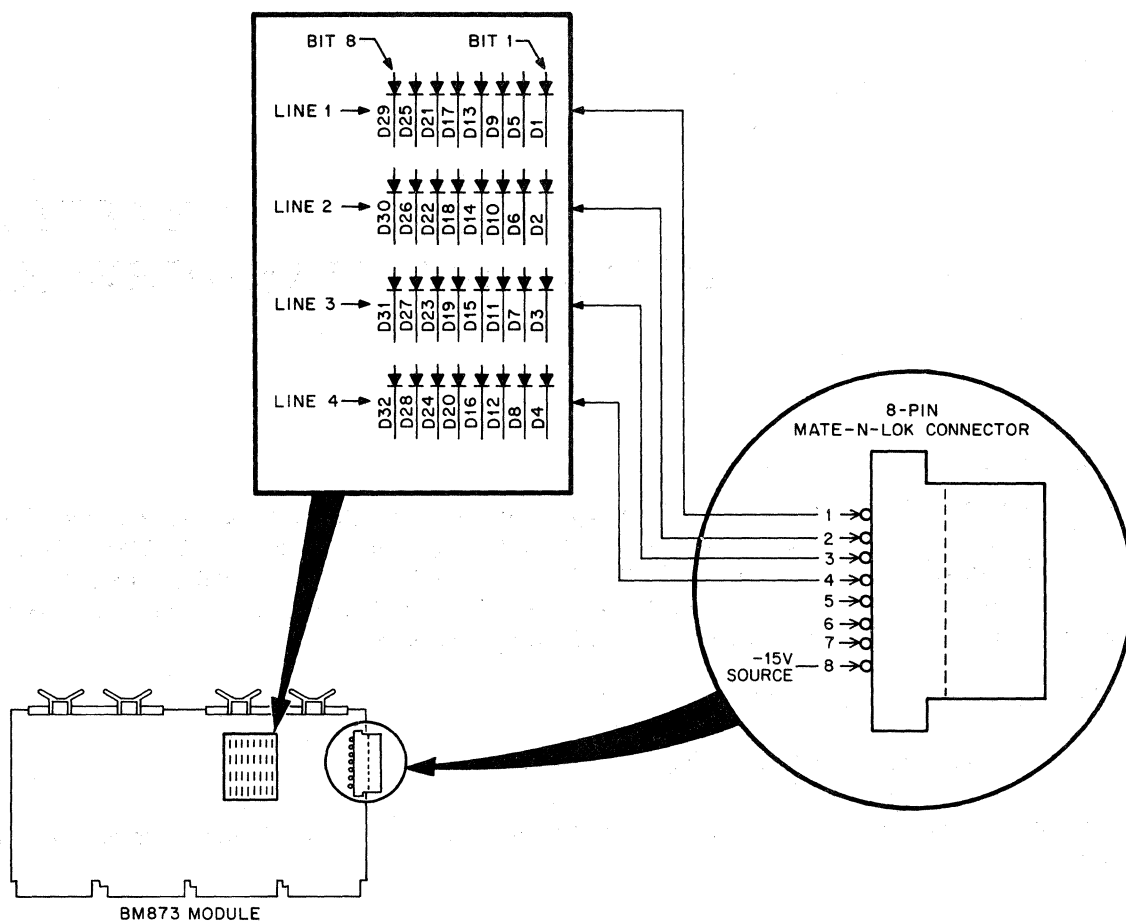 BIT 8 BIT 1
LINE 1
D29 D25 D21 D17 D13 D9 D5 D1
LINE 2
D30 D26 D22 D18 D14 D10 D6 D2
LINE 3
D31 D27 D23 D19 D15 D11 D7 D3
LINE 4
D32 D28 D24 D20 D16 D12 D8 D4
8-PIN
MATE-N-LOK CONNECTOR
1
2
3
4
5
6
7
-15V
SOURCE
8
BM873 MODULE